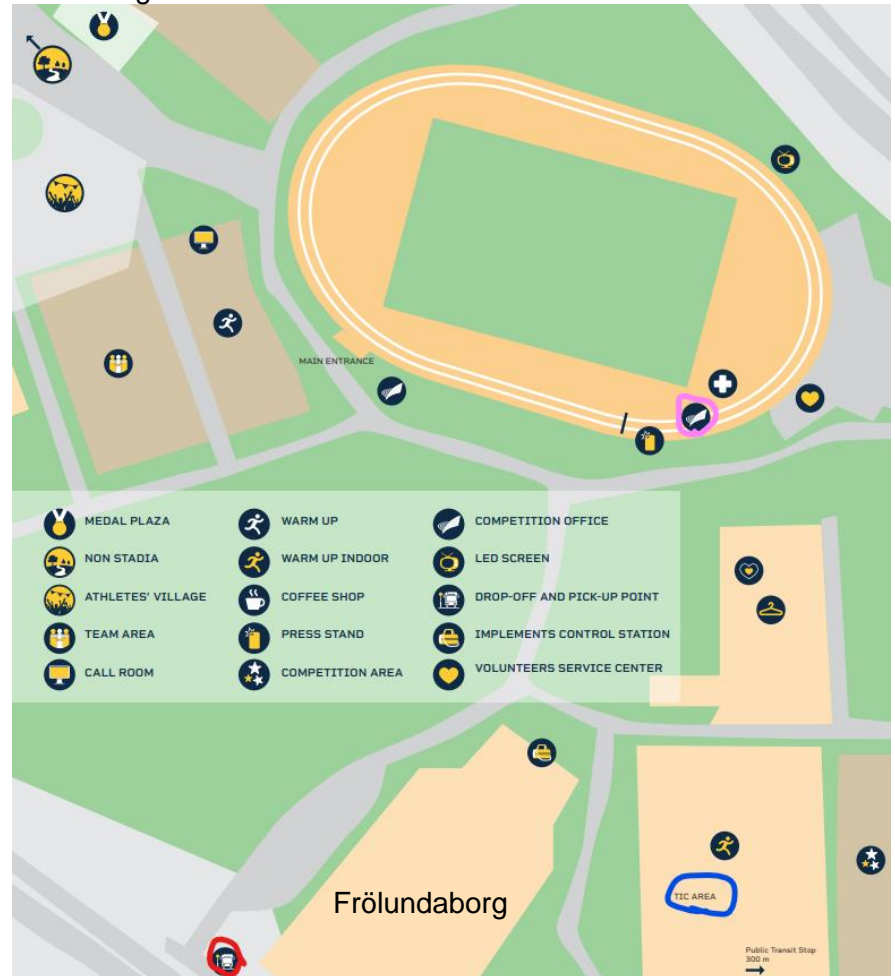 MAIN ENTRANCE
MEDAL PLAZA
NON STADIA
ATHLETES' VILLAGE
TEAM AREA
CALL ROOM
WARM UP
WARM UP INDOOR
COFFEE SHOP
PRESS STAND
COMPETITION AREA
COMPETITION OFFICE
LED SCREEN
DROP-OFF AND PICK-UP POINT
IMPLEMENTS CONTROL STATION
VOLUNTEERS SERVICE CENTER
Frölundaborg
TIC AREA
Public Transit Stop
300 m